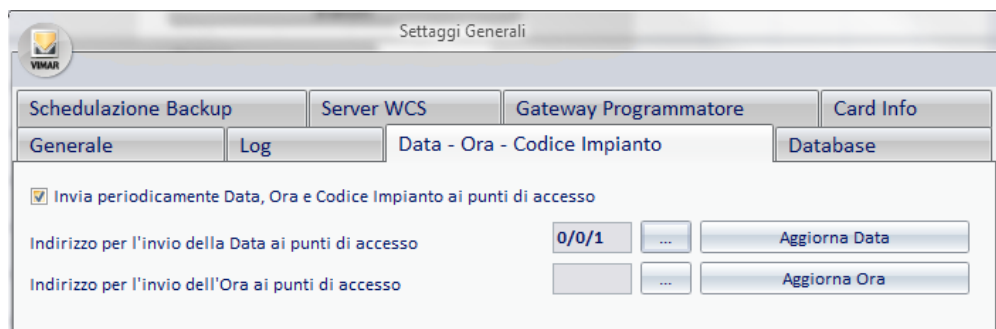 Settaggi Generali
VIMAR
Schedulazione Backup Server WCS Gateway Programmatore Card Info
Generale Log Data - Ora - Codice Impianto Database
Invia periodicamente Data, Ora e Codice Impianto ai punti di accesso
Indirizzo per l'invio della Data ai punti di accesso 0/0/1 ... Aggiorna Data
Indirizzo per l'invio dell'Ora ai punti di accesso ... Aggiorna Ora